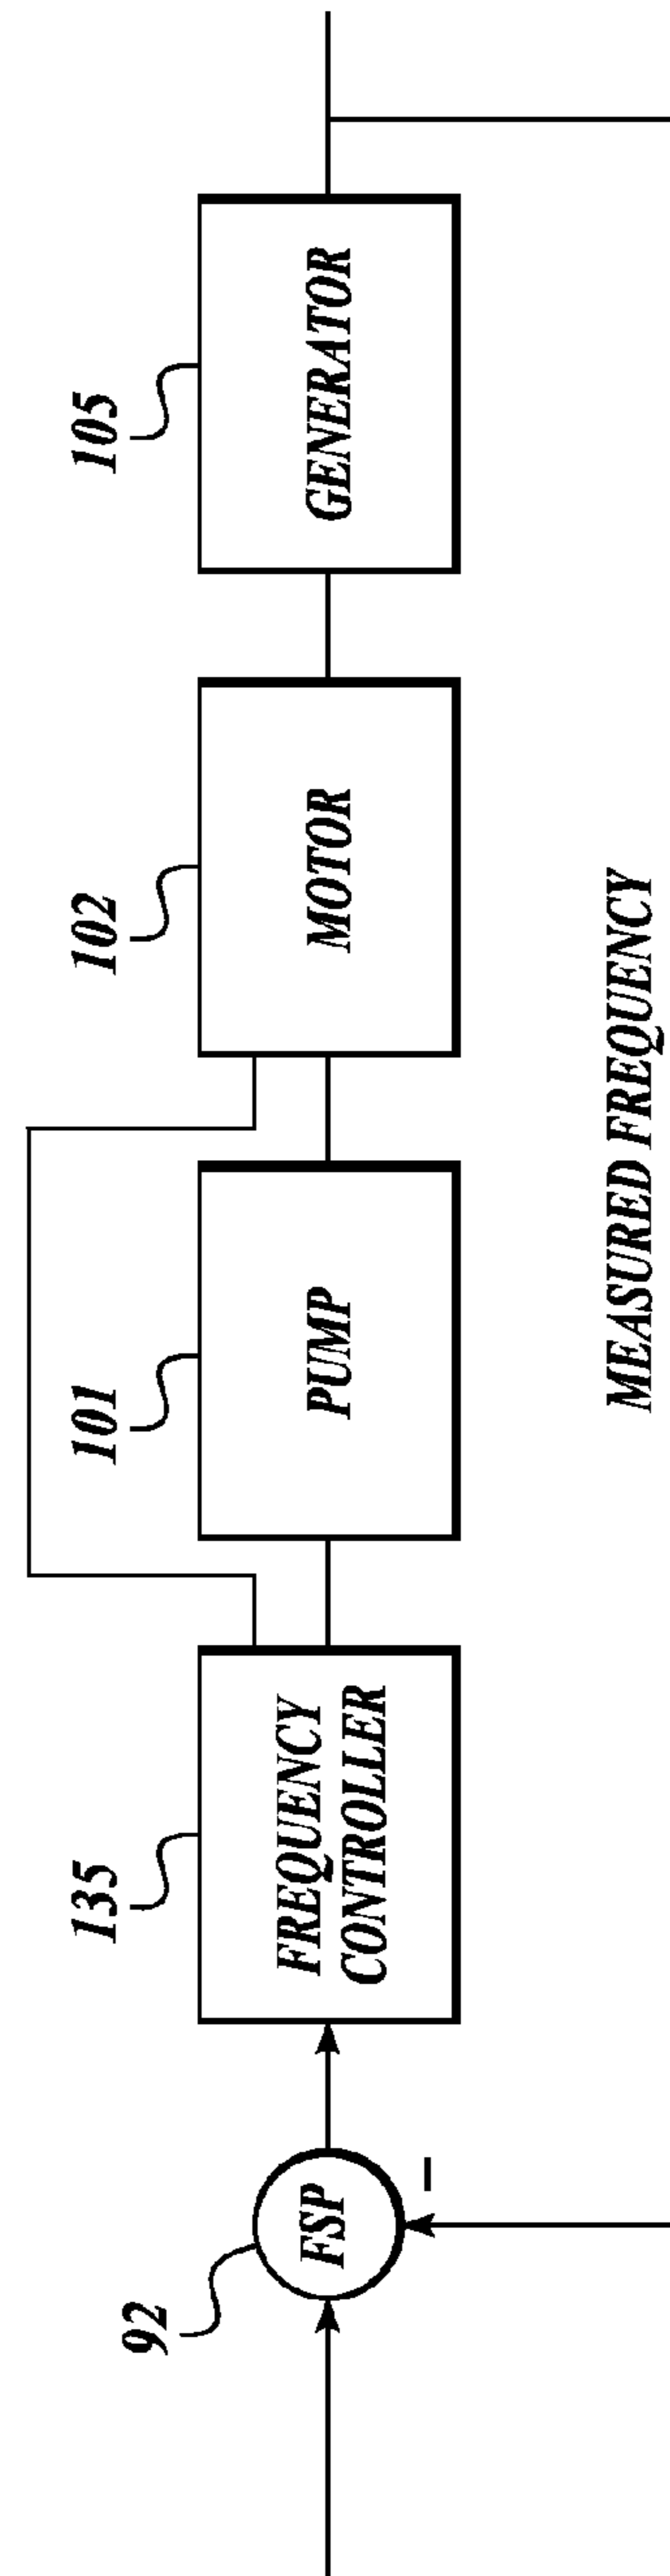 92
FSP
–
135
FREQUENCY
CONTROLLER
101
PUMP
102
MOTOR
105
GENERATOR
MEASURED FREQUENCY